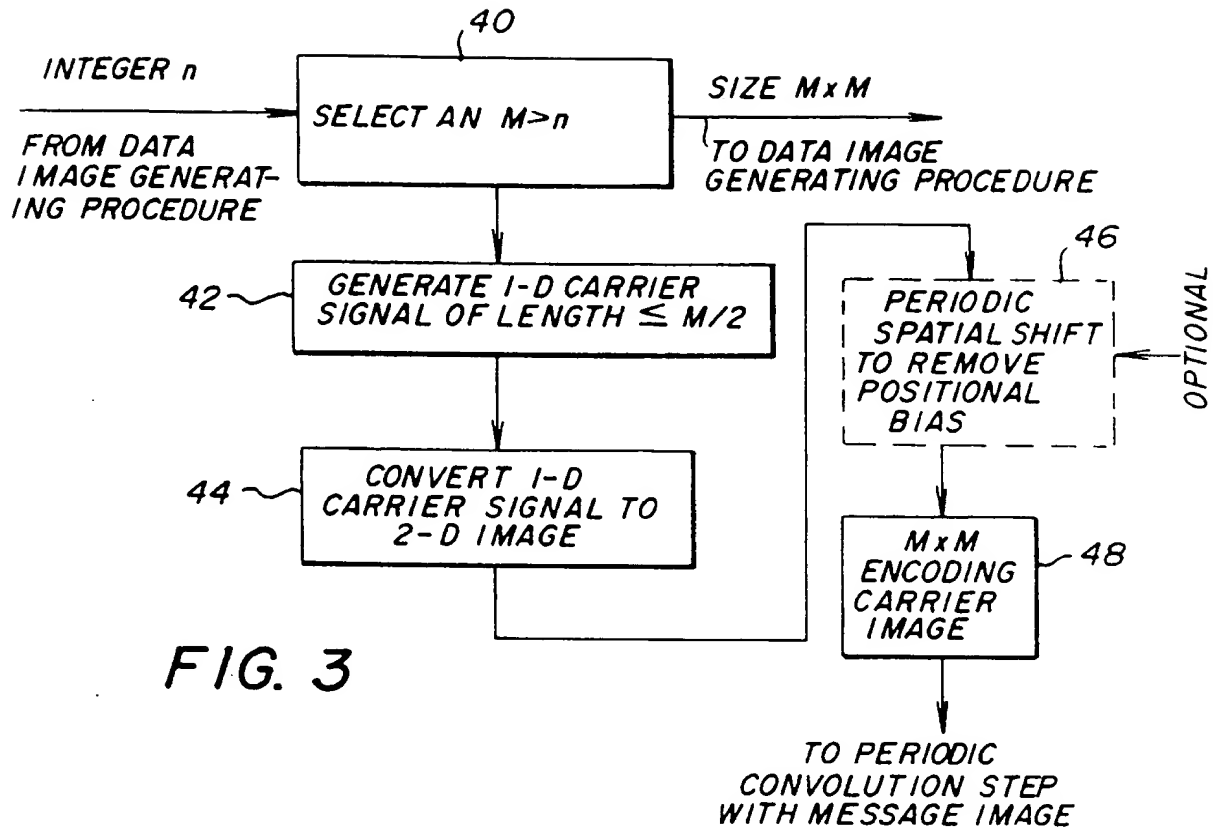 40
INTEGER n
FROM DATA
IMAGE GENERAT-
ING PROCEDURE
SELECT AN M>n
SIZE MxM
TO DATA IMAGE
GENERATING PROCEDURE
42
GENERATE 1-D CARRIER
SIGNAL OF LENGTH ≤ M/2
44
CONVERT 1-D
CARRIER SIGNAL TO
2-D IMAGE
46
PERIODIC
SPATIAL SHIFT
TO REMOVE
POSITIONAL
BIAS
OPTIONAL
MxM
ENCODING
CARRIER
IMAGE
48
TO PERIODIC
CONVOLUTION STEP
WITH MESSAGE IMAGE
FIG. 3